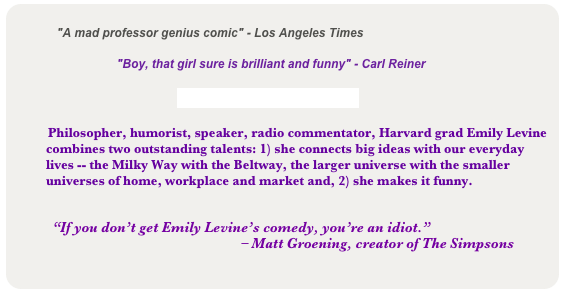 "A mad professor genius comic" - Los Angeles Times
"Boy, that girl sure is brilliant and funny" - Carl Reiner
Philosopher, humorist, speaker, radio commentator, Harvard grad Emily Levine
combines two outstanding talents: 1) she connects big ideas with our everyday
lives -- the Milky Way with the Beltway, the larger universe with the smaller
universes of home, workplace and market and, 2) she makes it funny.
“If you don’t get Emily Levine’s comedy, you’re an idiot.”
– Matt Groening, creator of The Simpsons